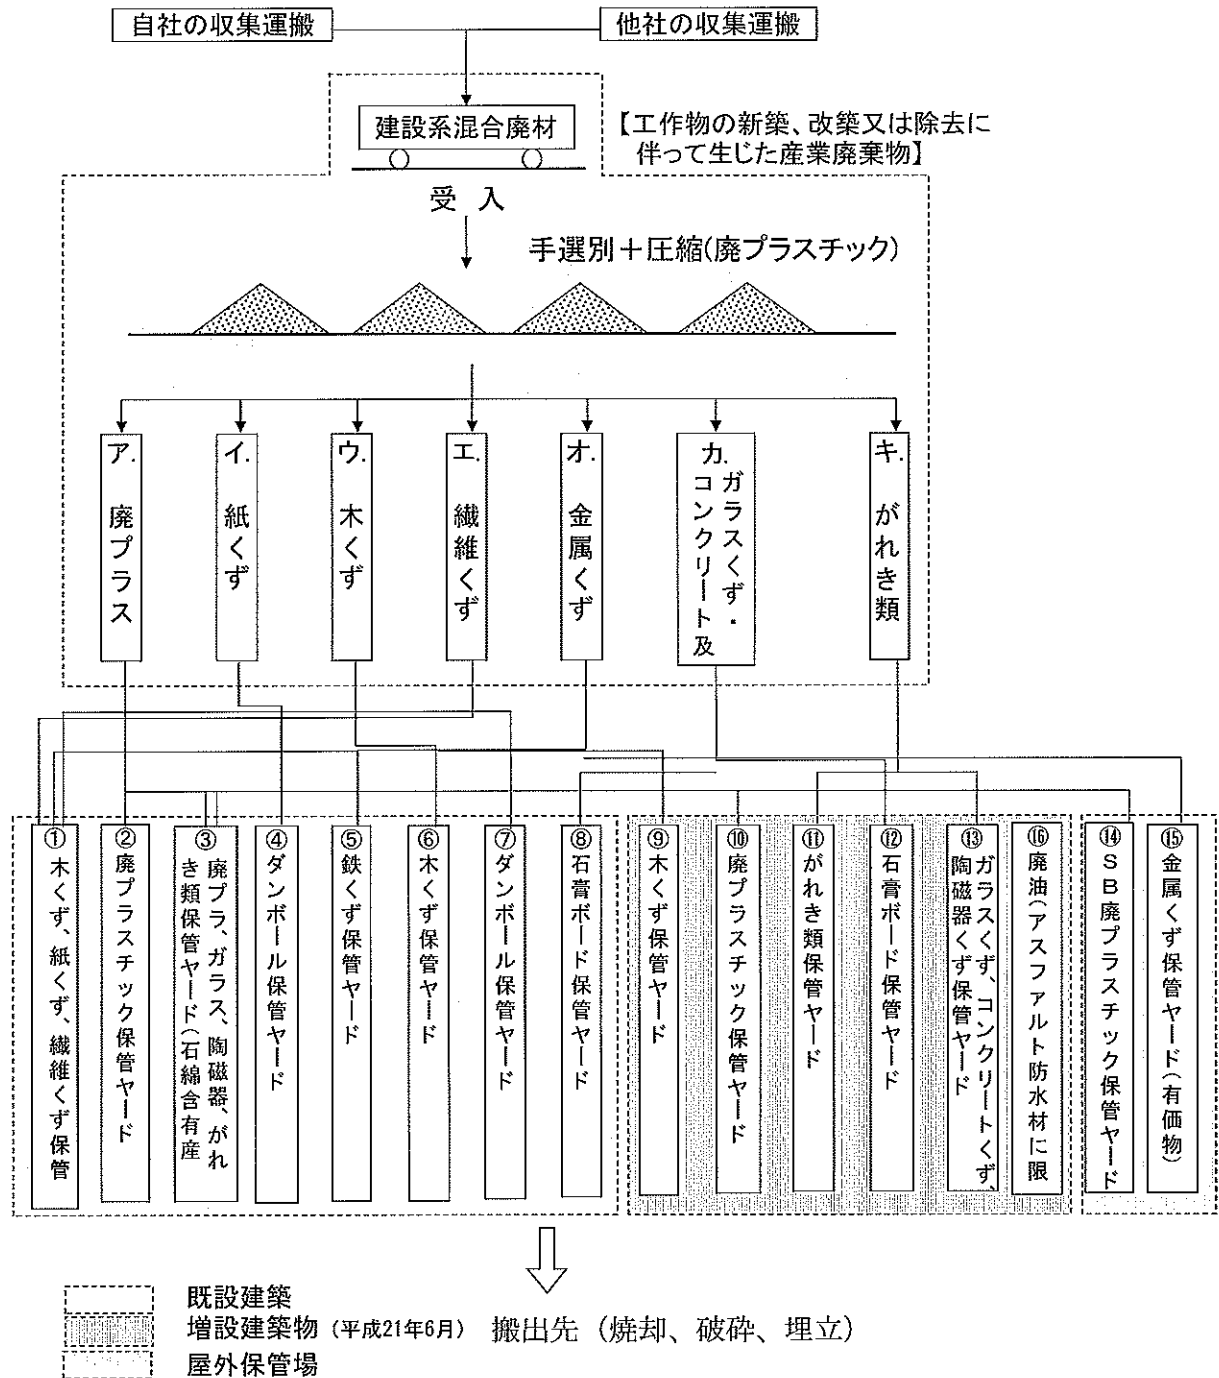 自社の収集運搬
他社の収集運搬
建設系混合廃材
【工作物の新築、改築又は除去に
伴って生じた産業廃棄物】
受 入
手選別＋圧縮(廃プラスチック)
ア. 廃プラス
イ. 紙くず
ウ. 木くず
エ. 繊維くず
オ. 金属くず
カ. ガラスくず・
コンクリート及
キ. がれき類
① 木くず、紙くず、繊維くず保管
② 廃プラスチック保管ヤード
③ 廃プラ、ガラス、陶磁器、がれ
き類保管ヤード(石綿含有産
④ ダンボール保管ヤード
⑤ 鉄くず保管ヤード
⑥ 木くず保管ヤード
⑦ ダンボール保管ヤード
⑧ 石膏ボード保管ヤード
⑨ 木くず保管ヤード
⑩ 廃プラスチック保管ヤード
⑪ がれき類保管ヤード
⑫ 石膏ボード保管ヤード
⑬ ガラスくず、コンクリートくず、
陶磁器くず保管ヤード
⑯ 廃油(アスファルト防水材に限
⑭ SB廃プラスチック保管ヤード
⑮ 金属くず保管ヤード(有価物)
既設建築
増設建築物 (平成21年6月) 搬出先 (焼却、破砕、埋立)
屋外保管場